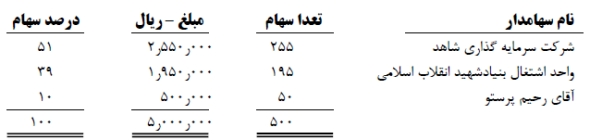 نام سهامدار تعدا سهام مبلغ – ریال درصد سهام
شرکت سرمایه گذاری شاهد ۲۵۵ ۲٫۵۵۰٫۰۰۰ ۵۱
واحد اشتغال بنیادشهید انقلاب اسلامی ۱۹۵ ۱٫۹۵۰٫۰۰۰ ۳۹
آقای رحیم پرستو ۵۰ ۵۰۰٫۰۰۰ ۱۰
۵۰۰ ۵٫۰۰۰٫۰۰۰ ۱۰۰